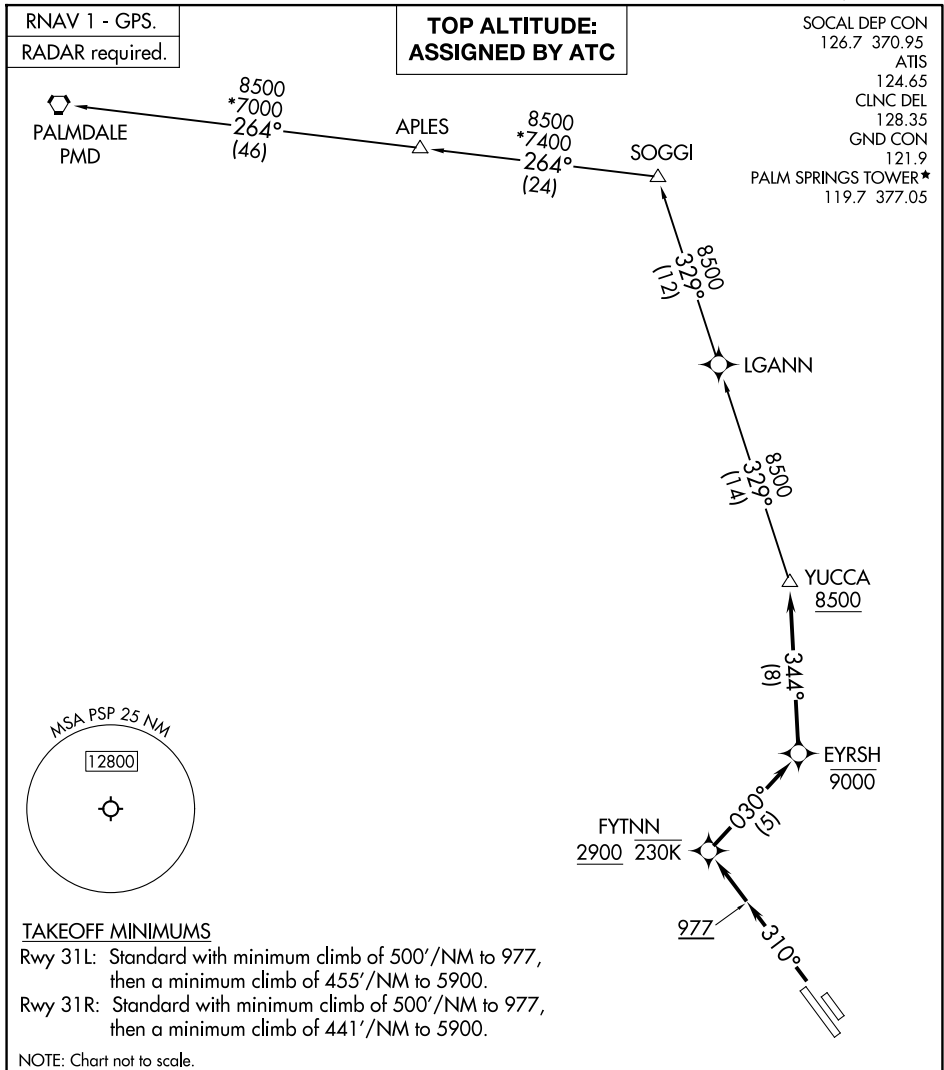 RNAV 1 - GPS.
RADAR required.
TOP ALTITUDE:
ASSIGNED BY ATC
SOCAL DEP CON
126.7 370.95
ATIS
124.65
CLNC DEL
128.35
GND CON
121.9
PALM SPRINGS TOWER★
119.7 377.05
PALMDALE
PMD
8500
*7000
264°
(46)
APLES
8500
*7400
264°
(24)
SOGGI
8500
329°
(12)
LGANN
8500
329°
(14)
YUCCA
8500
344°
(8)
EYRSH
9000
030°
(5)
FYTNN
2900 230K
977
310°
MSA PSP 25 NM
12800
TAKEOFF MINIMUMS
Rwy 31L: Standard with minimum climb of 500'/NM to 977,
then a minimum climb of 455'/NM to 5900.
Rwy 31R: Standard with minimum climb of 500'/NM to 977,
then a minimum climb of 441'/NM to 5900.
NOTE: Chart not to scale.